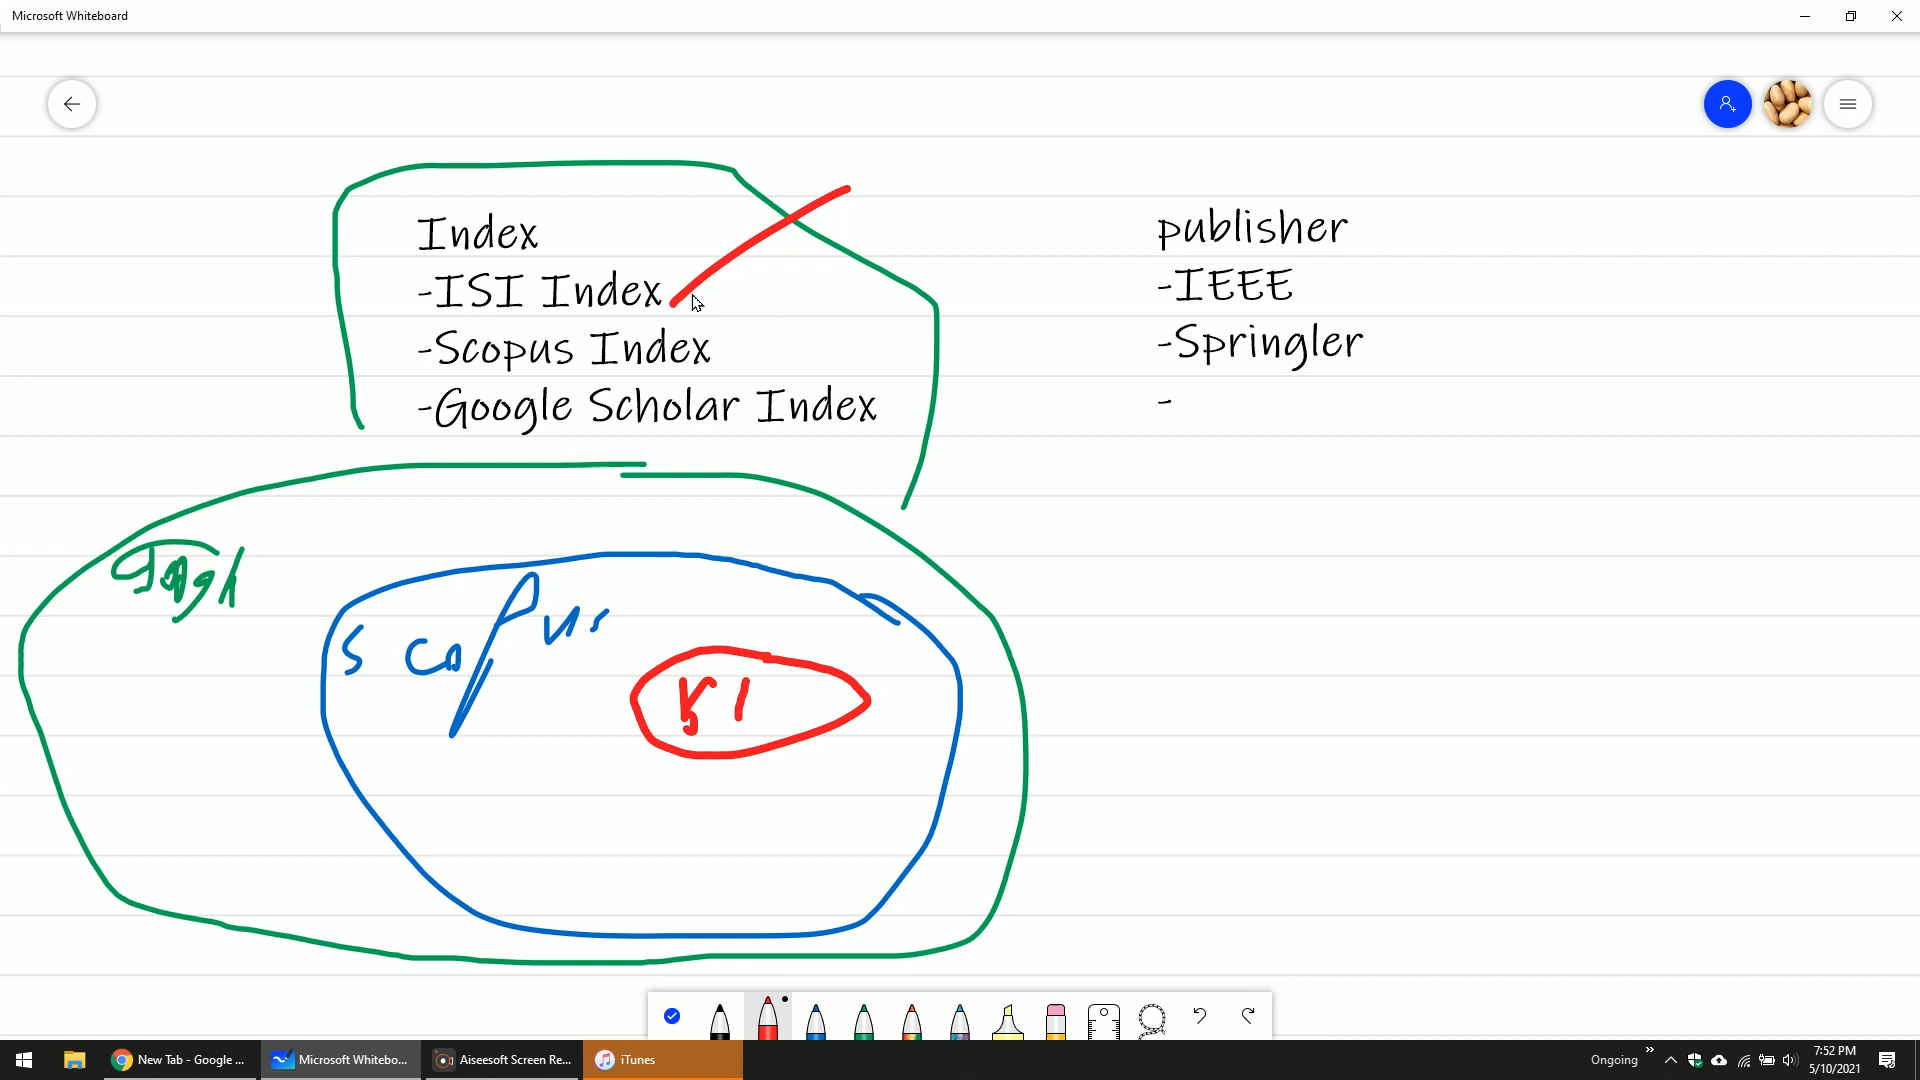 Microsoft Whiteboard
Index
-ISI Index
-Scopus Index
-Google Scholar Index
publisher
-IEEE
-Springler
-
Scopus
New Tab - Google ...
Microsoft Whitebo...
Aiseesoft Screen Re...
iTunes
Ongoing
7:52 PM
5/10/2021